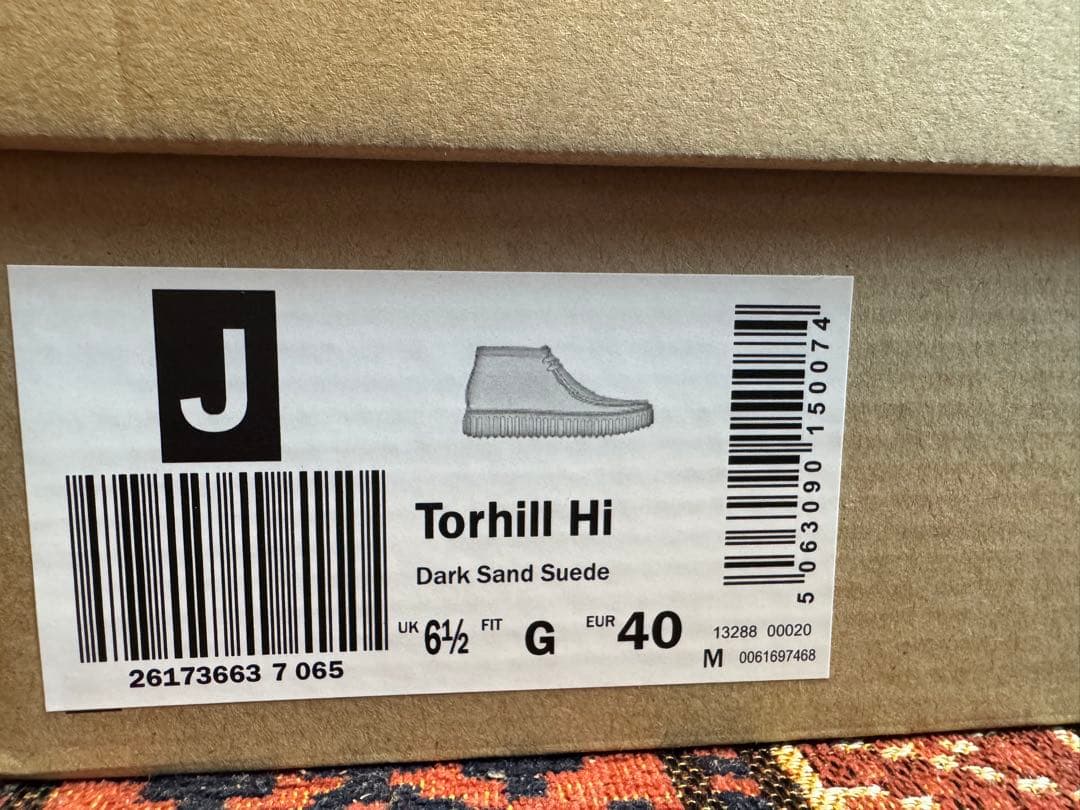 J
26173663 7 065
Torhill Hi
Dark Sand Suede
UK 6½ FIT G EUR 40
5 063090 150074
13288 00020
M 0061697468